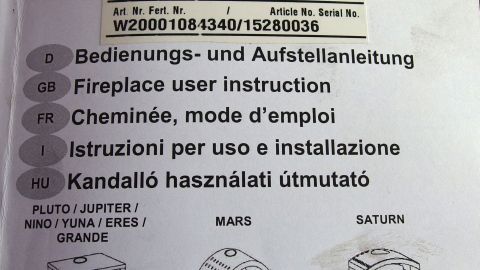 Art. Nr. Fert. Nr. / Article No. Serial No.
W20001084340/15280036
D Bedienungs- und Aufstellanleitung
GB Fireplace user instruction
FR Cheminée, mode d'emploi
I Istruzioni per uso e installazione
HU Kandalló használati útmutató
PLUTO / JUPITER /
NINO / YUNA / ERES /
GRANDE
MARS
SATURN